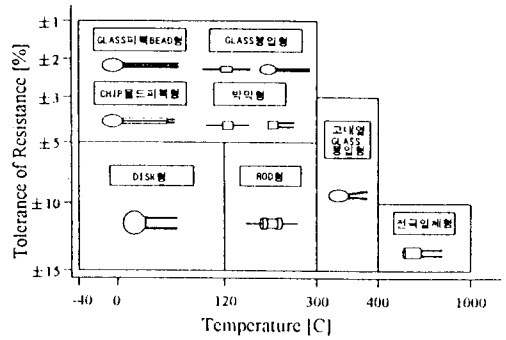 Tolerance of Resistance [%]
±1
±2
±3
±5
±10
±15
GLASS피복BEAD형
GLASS봉입형
CHIP몰드피복형
박막형
DISK형
ROD형
고내열
GLASS
봉입형
전극일체형
-40
0
120
300
400
1000
Temperature [C]